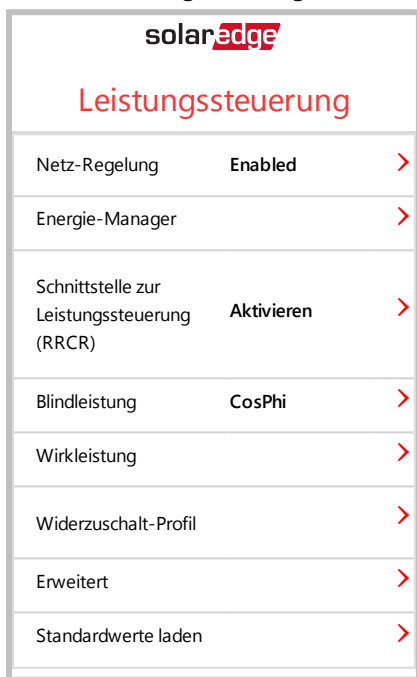 solaredge
Leistungssteuerung
Netz-Regelung Enabled
Energie-Manager
Schnittstelle zur
Leistungssteuerung Aktivieren
(RRCR)
Blindleistung CosPhi
Wirkleistung
Widerzuschalt-Profil
Erweitert
Standardwerte laden